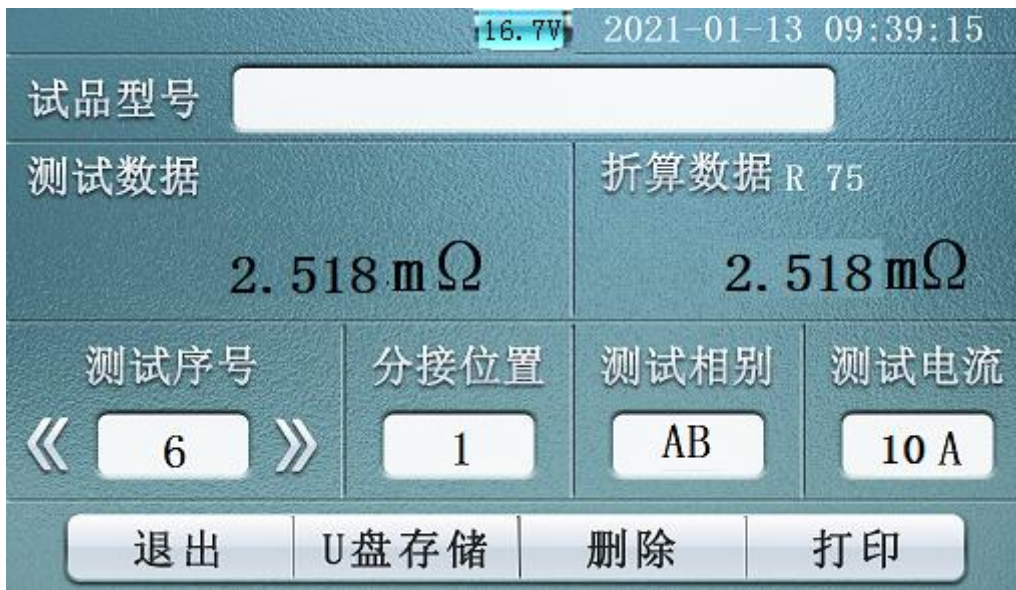 16.7V 2021-01-13 09:39:15
试品型号
测试数据 折算数据 R 75
2.518 mΩ 2.518 mΩ
测试序号 分接位置 测试相别 测试电流
《 6 》 1 AB 10 A
退出 U盘存储 删除 打印